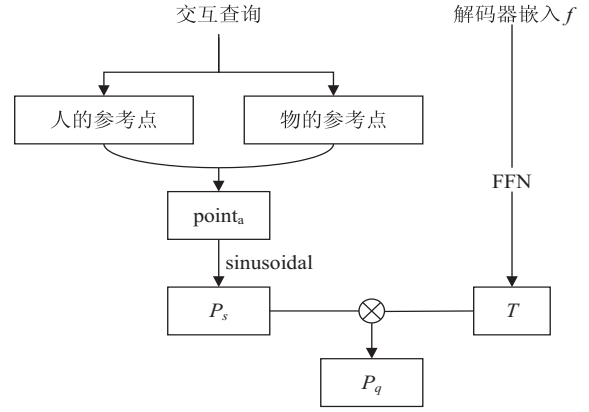 交互查询
解码器嵌入 f
人的参考点
物的参考点
FFN
pointₐ
sinusoidal
Pₛ
T
P_q